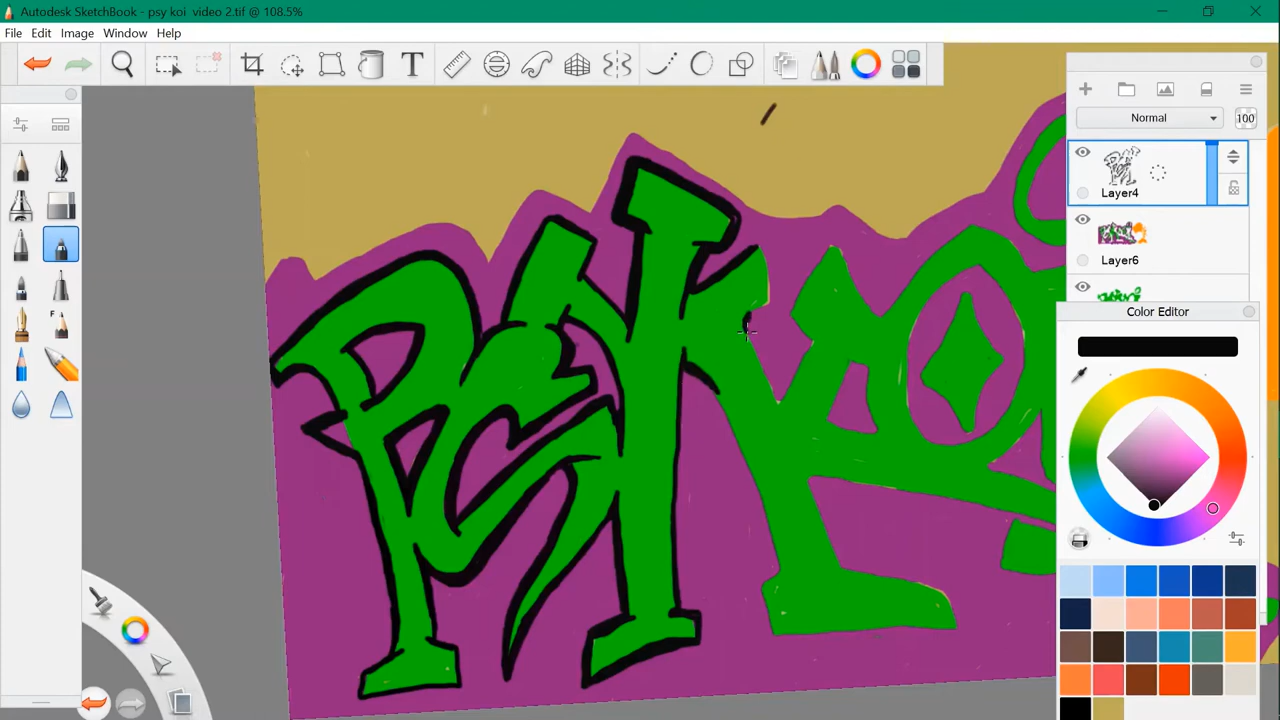 Autodesk SketchBook - psy koi  video 2.tif @ 108.5%
File Edit Image Window Help
T
Normal 100
Layer4
Layer6
F
Color Editor